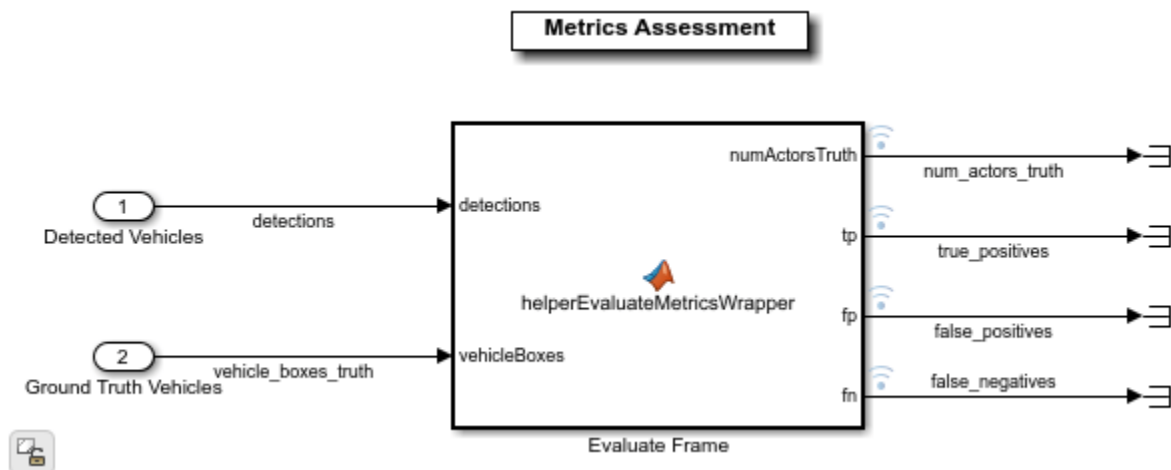 Metrics Assessment
numActorsTruth
num_actors_truth
1
detections
detections
Detected Vehicles
tp
true_positives
helperEvaluateMetricsWrapper
fp
false_positives
2
vehicle_boxes_truth
vehicleBoxes
Ground Truth Vehicles
fn
false_negatives
Evaluate Frame